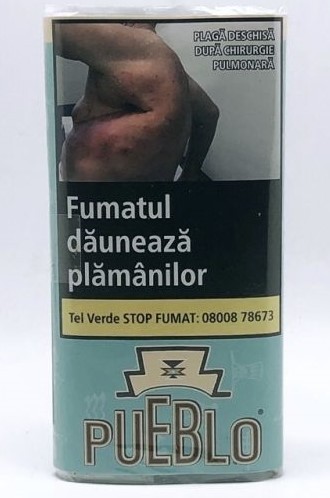 PLAGĂ DESCHISĂ
DUPĂ CHIRURGIE
PULMONARĂ
Fumatul
dăunează
plămânilor
Tel Verde STOP FUMAT: 08008 78673
PUEBLO®